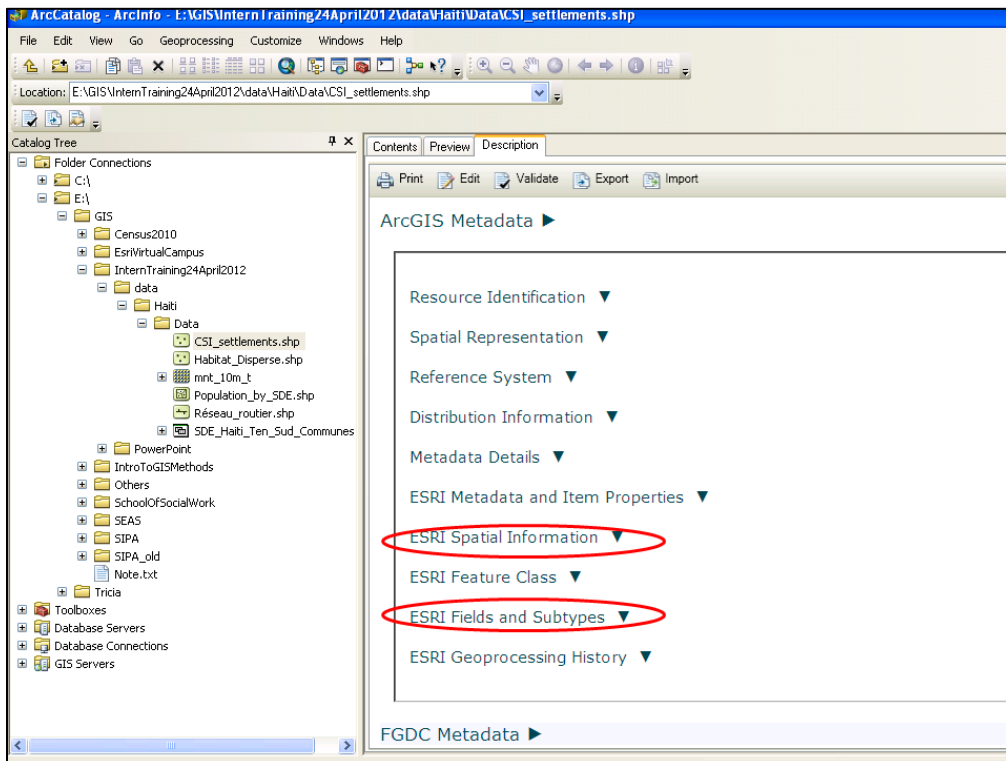 ArcCatalog - ArcInfo - E:\GIS\InternTraining24April2012\data\Haiti\Data\CSI_settlements.shp
File Edit View Go Geoprocessing Customize Windows Help
Location: E:\GIS\InternTraining24April2012\data\Haiti\Data\CSI_settlements.shp
Catalog Tree
Folder Connections
C:\
E:\
GIS
Census2010
EsriVirtualCampus
InternTraining24April2012
data
Haiti
Data
CSI_settlements.shp
Habitat_Disperse.shp
mnt_10m_t
Population_by_SDE.shp
Réseau_routier.shp
SDE_Haiti_Ten_Sud_Communes
PowerPoint
IntroToGISMethods
Others
SchoolOfSocialWork
SEAS
SIPA
SIPA_old
Note.txt
Tricia
Toolboxes
Database Servers
Database Connections
GIS Servers
Contents Preview Description
Print Edit Validate Export Import
ArcGIS Metadata ►
Resource Identification ▼
Spatial Representation ▼
Reference System ▼
Distribution Information ▼
Metadata Details ▼
ESRI Metadata and Item Properties ▼
ESRI Spatial Information ▼
ESRI Feature Class ▼
ESRI Fields and Subtypes ▼
ESRI Geoprocessing History ▼
FGDC Metadata ►